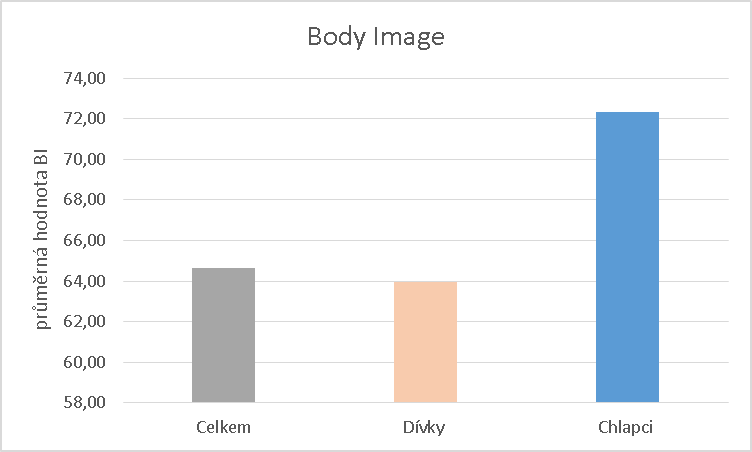 Body Image
průměrná hodnota BI
74,00
72,00
70,00
68,00
66,00
64,00
62,00
60,00
58,00
Celkem
Dívky
Chlapci